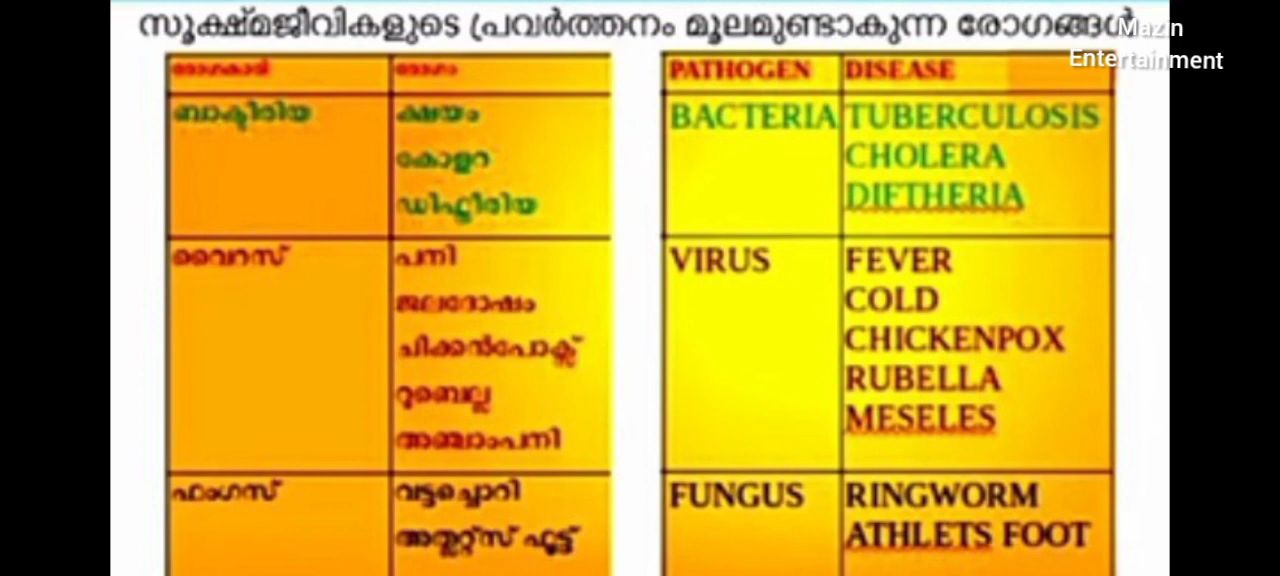 സൂക്ഷ്മജീവികളുടെ പ്രവർത്തനം മൂലമുണ്ടാകുന്ന രോഗങ്ങൾ
Mazin
Entertainment
രോഗകാരി
രോഗം
ബാക്ടീരിയ
ക്ഷയം
കോളറ
ഡിഫ്തീരിയ
വൈറസ്
പനി
ജലദോഷം
ചിക്കൻപോക്സ്
റുബെല്ല
അഞ്ചാംപനി
ഫംഗസ്
വട്ടച്ചൊറി
അത്ലറ്റ്സ് ഫൂട്ട്
PATHOGEN
DISEASE
BACTERIA
TUBERCULOSIS
CHOLERA
DIETHERIA
VIRUS
FEVER
COLD
CHICKENPOX
RUBELLA
MESELES
FUNGUS
RINGWORM
ATHLETS FOOT